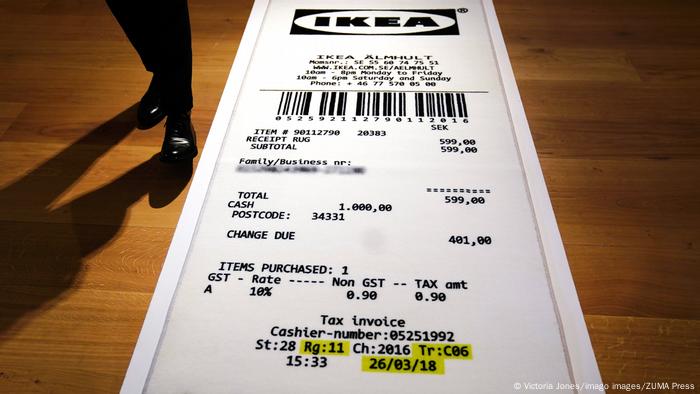 IKEA®
IKEA ÄLMHULT
Momsnr.: SE 55 60 74 75 51
WWW.IKEA.COM.SE/AELMHULT
10am - 8pm Monday to Friday
10am - 6pm Saturday and Sunday
Phone: + 46 77 570 05 00
052592112790112016
SEK
ITEM # 90112790 20383
RECEIPT RUG 599,00
SUBTOTAL 599,00
Family/Business nr:
==========
TOTAL 599,00
CASH 1.000,00
POSTCODE: 34331
CHANGE DUE 401,00
ITEMS PURCHASED: 1
GST - Rate ----- Non GST -- TAX amt
A 10% 0.90 0.90
Tax invoice
Cashier-number:05251992
St:28 Rg:11 Ch:2016 Tr:C06
15:33 26/03/18
© Victoria Jones/imago images/ZUMA Press